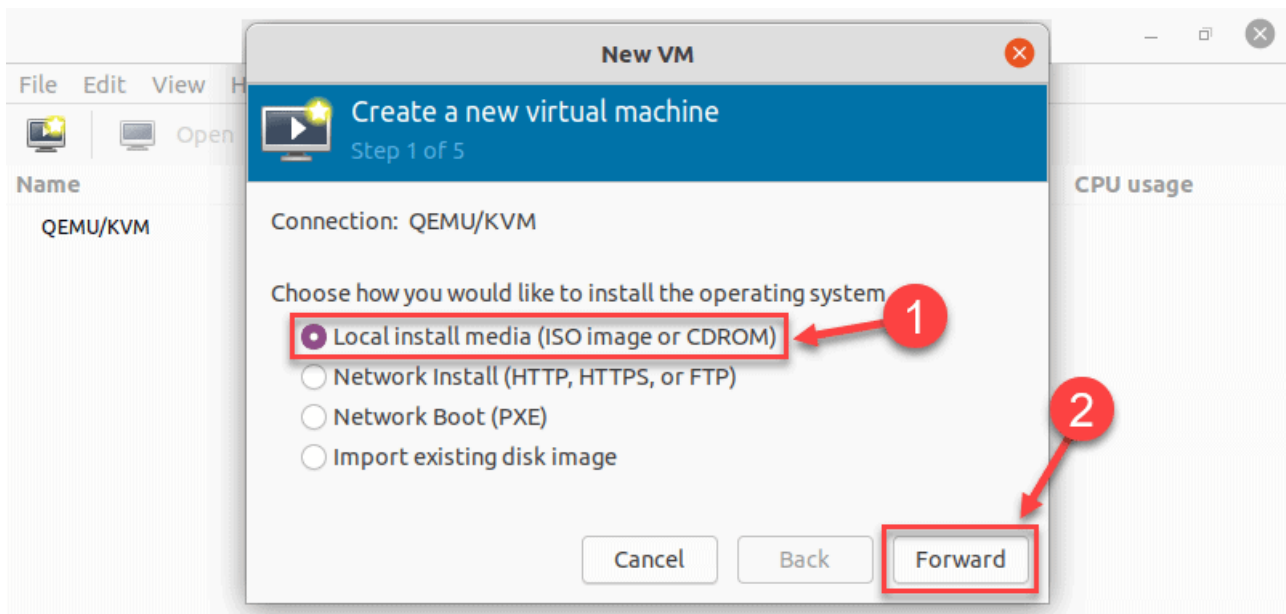 New VM
File Edit View H
Create a new virtual machine
Open
Step 1 of 5
Name
CPU usage
QEMU/KVM
Connection: QEMU/KVM
Choose how you would like to install the operating system
1
Local install media (ISO image or CDROM)
Network Install (HTTP, HTTPS, or FTP)
Network Boot (PXE)
2
Import existing disk image
Cancel Back Forward